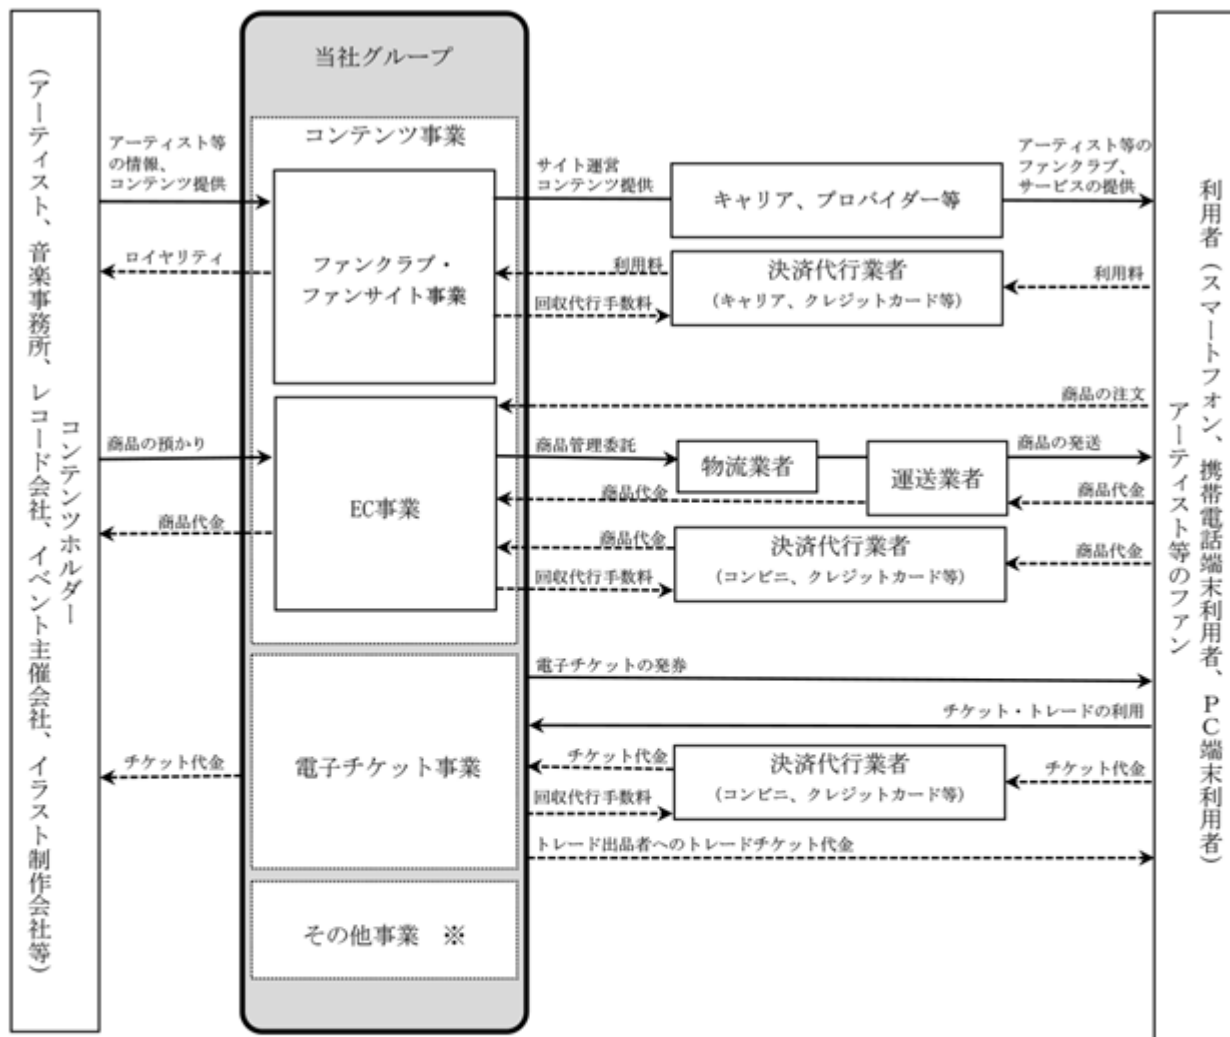 コンテンツホルダー
(アーティスト、音楽事務所、レコード会社、イベント主催会社、イラスト制作会社等)
当社グループ
コンテンツ事業
アーティスト等
の情報、
コンテンツ提供
ロイヤリティ
ファンクラブ・
ファンサイト事業
サイト運営
コンテンツ提供
キャリア、プロバイダー等
アーティスト等の
ファンクラブ、
サービスの提供
利用料
回収代行手数料
決済代行業者
(キャリア、クレジットカード等)
利用料
商品の注文
商品の預かり
商品代金
EC事業
商品管理委託
物流業者
運送業者
商品の発送
商品代金
商品代金
商品代金
回収代行手数料
決済代行業者
(コンビニ、クレジットカード等)
商品代金
電子チケットの発券
チケット・トレードの利用
チケット代金
電子チケット事業
チケット代金
回収代行手数料
決済代行業者
(コンビニ、クレジットカード等)
チケット代金
トレード出品者へのトレードチケット代金
その他事業 ※
利用者(スマートフォン、携帯電話端末利用者、PC端末利用者)
アーティスト等のファン